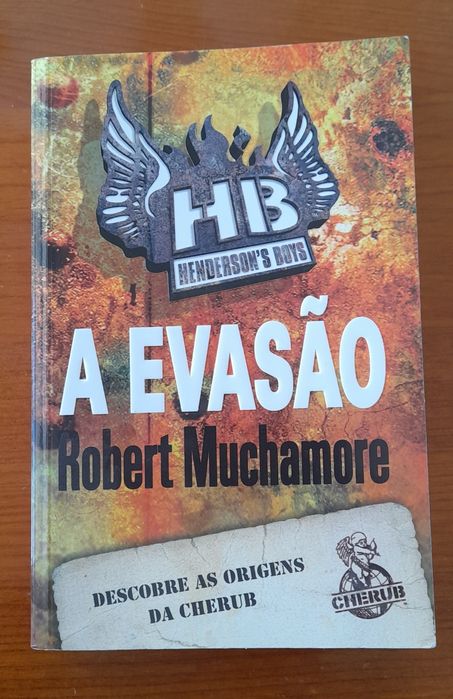 HB
HENDERSON'S BOYS
A EVASÃO
Robert Muchamore
DESCOBRE AS ORIGENS
DA CHERUB
CHERUB